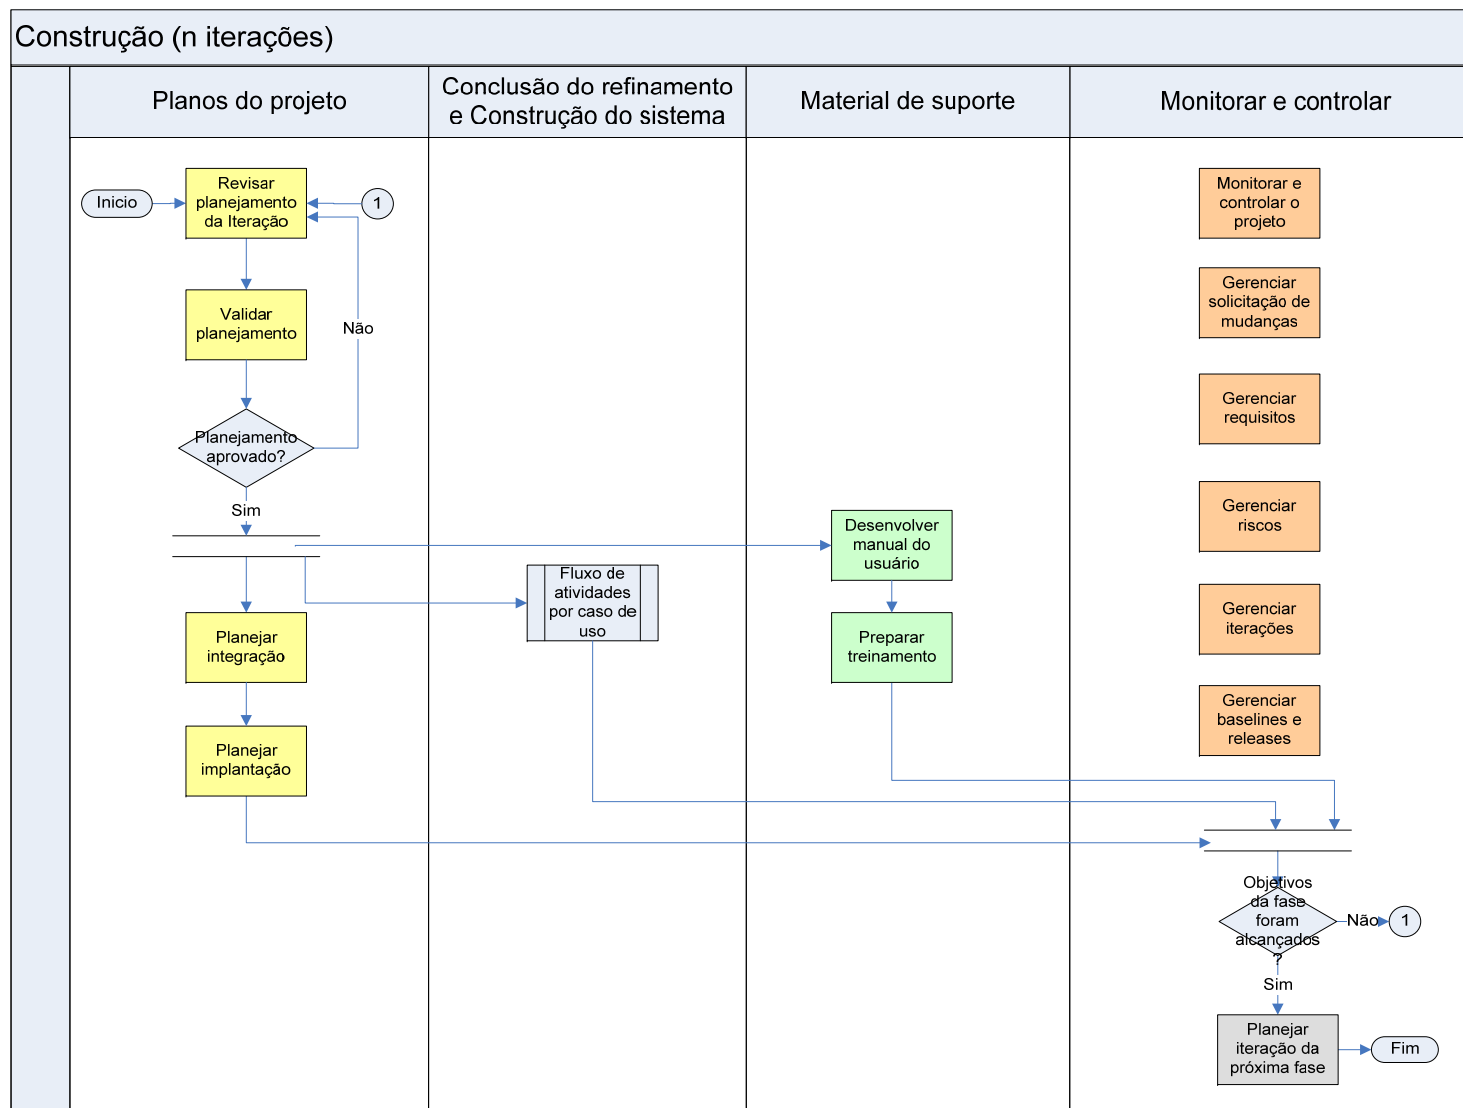 Construção (n iterações)
Planos do projeto
Conclusão do refinamento
e Construção do sistema
Material de suporte
Monitorar e controlar
Inicio
Revisar
planejamento
da Iteração
1
Validar
planejamento
Não
Planejamento
aprovado?
Sim
Planejar
integração
Planejar
implantação
Fluxo de
atividades
por caso de
uso
Desenvolver
manual do
usuário
Preparar
treinamento
Monitorar e
controlar o
projeto
Gerenciar
solicitação de
mudanças
Gerenciar
requisitos
Gerenciar
riscos
Gerenciar
iterações
Gerenciar
baselines e
releases
Objetivos
da fase
foram
alcançados
?
Não
1
Sim
Planejar
iteração da
próxima fase
Fim